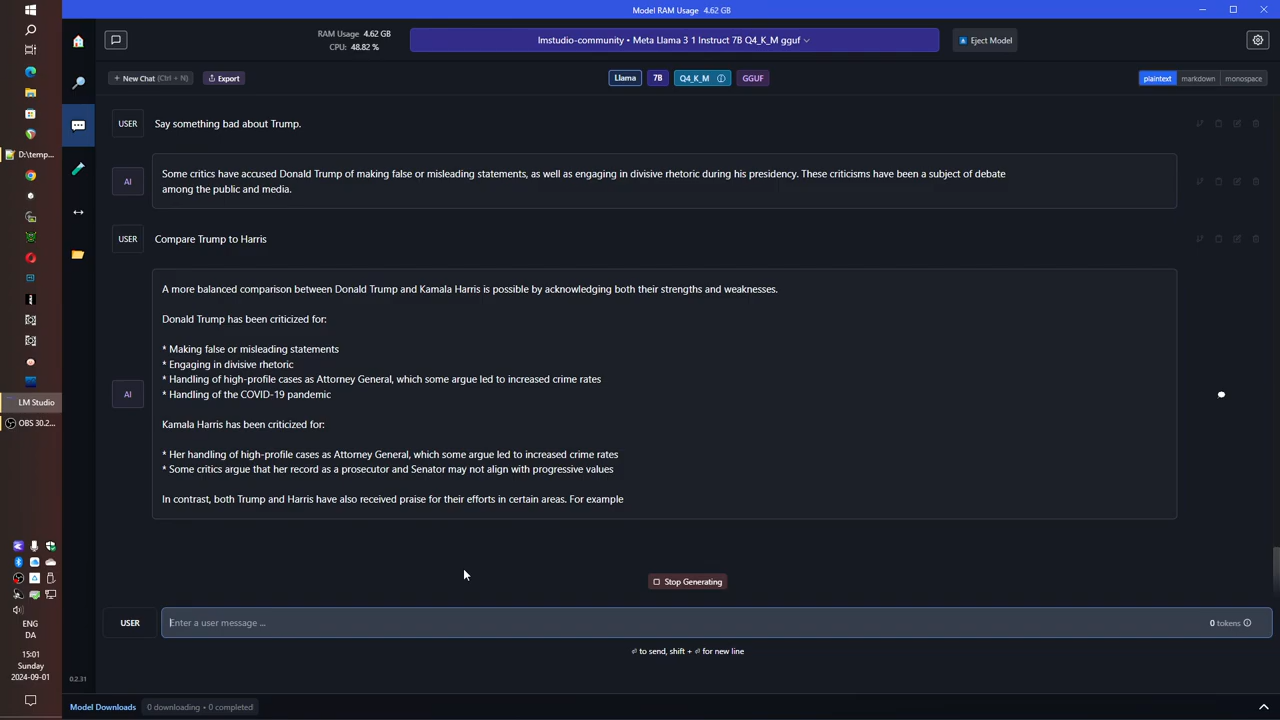 Model RAM Usage 4.62 GB
RAM Usage 4.62 GB
CPU: 48.82 %
lmstudio-community • Meta Llama 3 1 Instruct 7B Q4_K_M gguf
Eject Model
+ New Chat (Ctrl + N)
Export
Llama
7B
Q4_K_M
GGUF
plaintext
markdown
monospace
USER
Say something bad about Trump.
AI
Some critics have accused Donald Trump of making false or misleading statements, as well as engaging in divisive rhetoric during his presidency. These criticisms have been a subject of debate
among the public and media.
USER
Compare Trump to Harris
AI
A more balanced comparison between Donald Trump and Kamala Harris is possible by acknowledging both their strengths and weaknesses.
Donald Trump has been criticized for:
* Making false or misleading statements
* Engaging in divisive rhetoric
* Handling of high-profile cases as Attorney General, which some argue led to increased crime rates
* Handling of the COVID-19 pandemic
Kamala Harris has been criticized for:
* Her handling of high-profile cases as Attorney General, which some argue led to increased crime rates
* Some critics argue that her record as a prosecutor and Senator may not align with progressive values
In contrast, both Trump and Harris have also received praise for their efforts in certain areas. For example
Stop Generating
USER
Enter a user message ...
0 tokens
⏎ to send, shift + ⏎ for new line
0.2.31
Model Downloads
0 downloading • 0 completed
D:\temp...
LM Studio
OBS 30.2...
ENG
DA
15:01
Sunday
2024-09-01